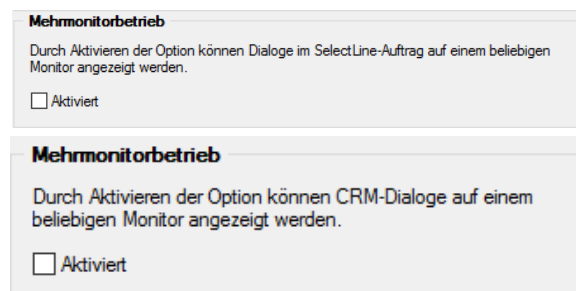 Mehrmonitorbetrieb
Durch Aktivieren der Option können Dialoge im SelectLine-Auftrag auf einem beliebigen
Monitor angezeigt werden.
Aktiviert
Mehrmonitorbetrieb
Durch Aktivieren der Option können CRM-Dialoge auf einem
beliebigen Monitor angezeigt werden.
Aktiviert